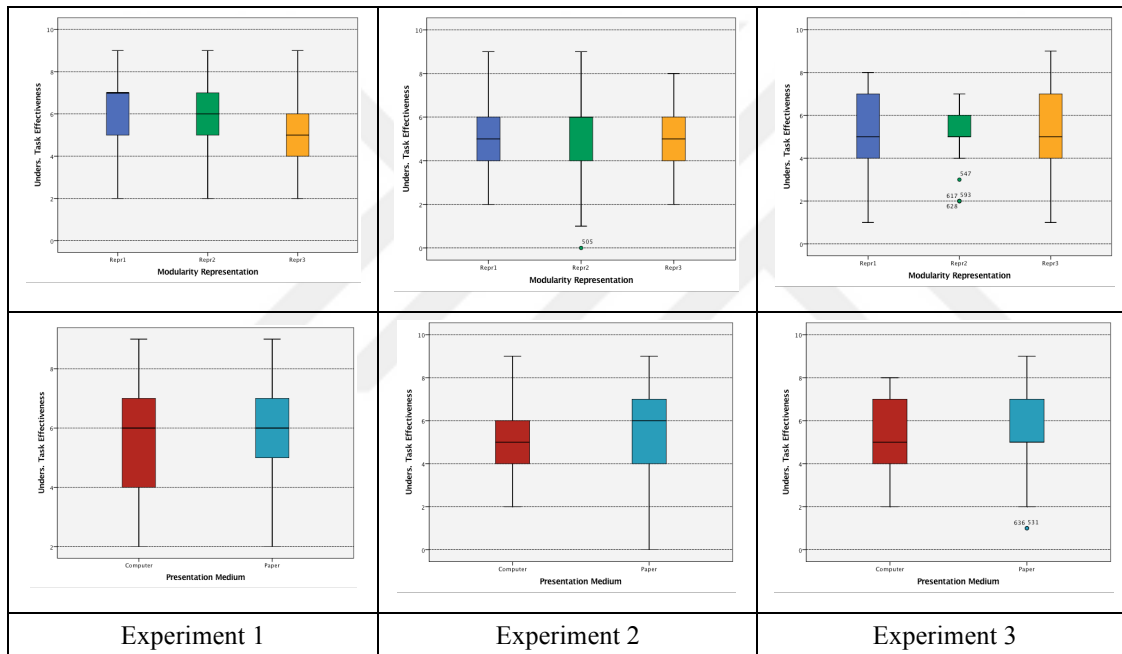 10
8
6
4
2
0
Unders. Task Effectiveness
Repr1 Repr2 Repr3
Modularity Representation
10
8
6
4
2
0
Unders. Task Effectiveness
505
Repr1 Repr2 Repr3
Modularity Representation
10
8
6
4
2
0
Unders. Task Effectiveness
547
617 593
628
Repr1 Repr2 Repr3
Modularity Representation
8
6
4
2
Unders. Task Effectiveness
Computer Paper
Presentation Medium
10
8
6
4
2
0
Unders. Task Effectiveness
Computer Paper
Presentation Medium
10
8
6
4
2
0
Unders. Task Effectiveness
636 531
Computer Paper
Presentation Medium
Experiment 1 Experiment 2 Experiment 3